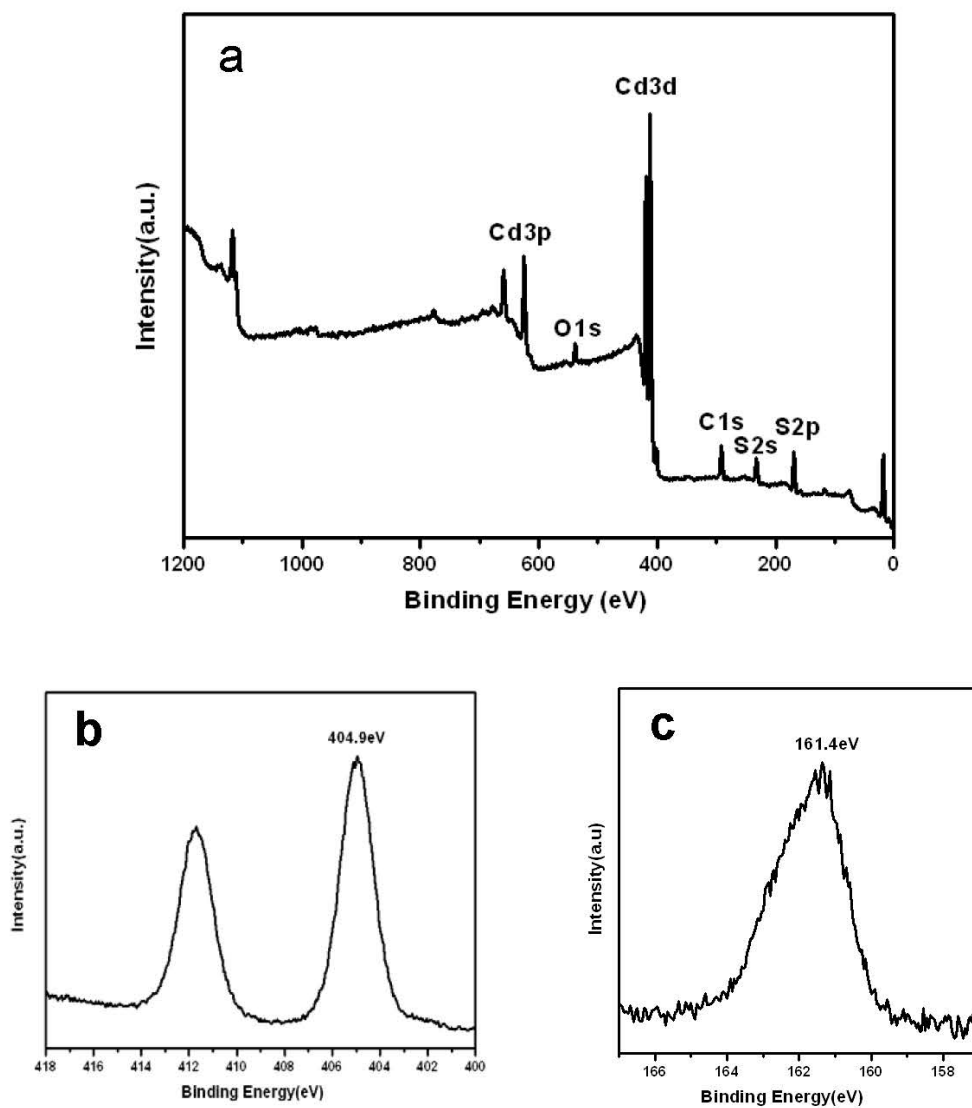 a
Cd3d
Cd3p
O1s
C1s
S2s
S2p
Intensity(a.u.)
1200 1000 800 600 400 200 0
Binding Energy (eV)
b
404.9eV
Intensity(a.u.)
418 416 414 412 410 408 406 404 402 400
Binding Energy(eV)
c
161.4eV
Intensity(a.u)
166 164 162 160 158
Binding Energy(eV)